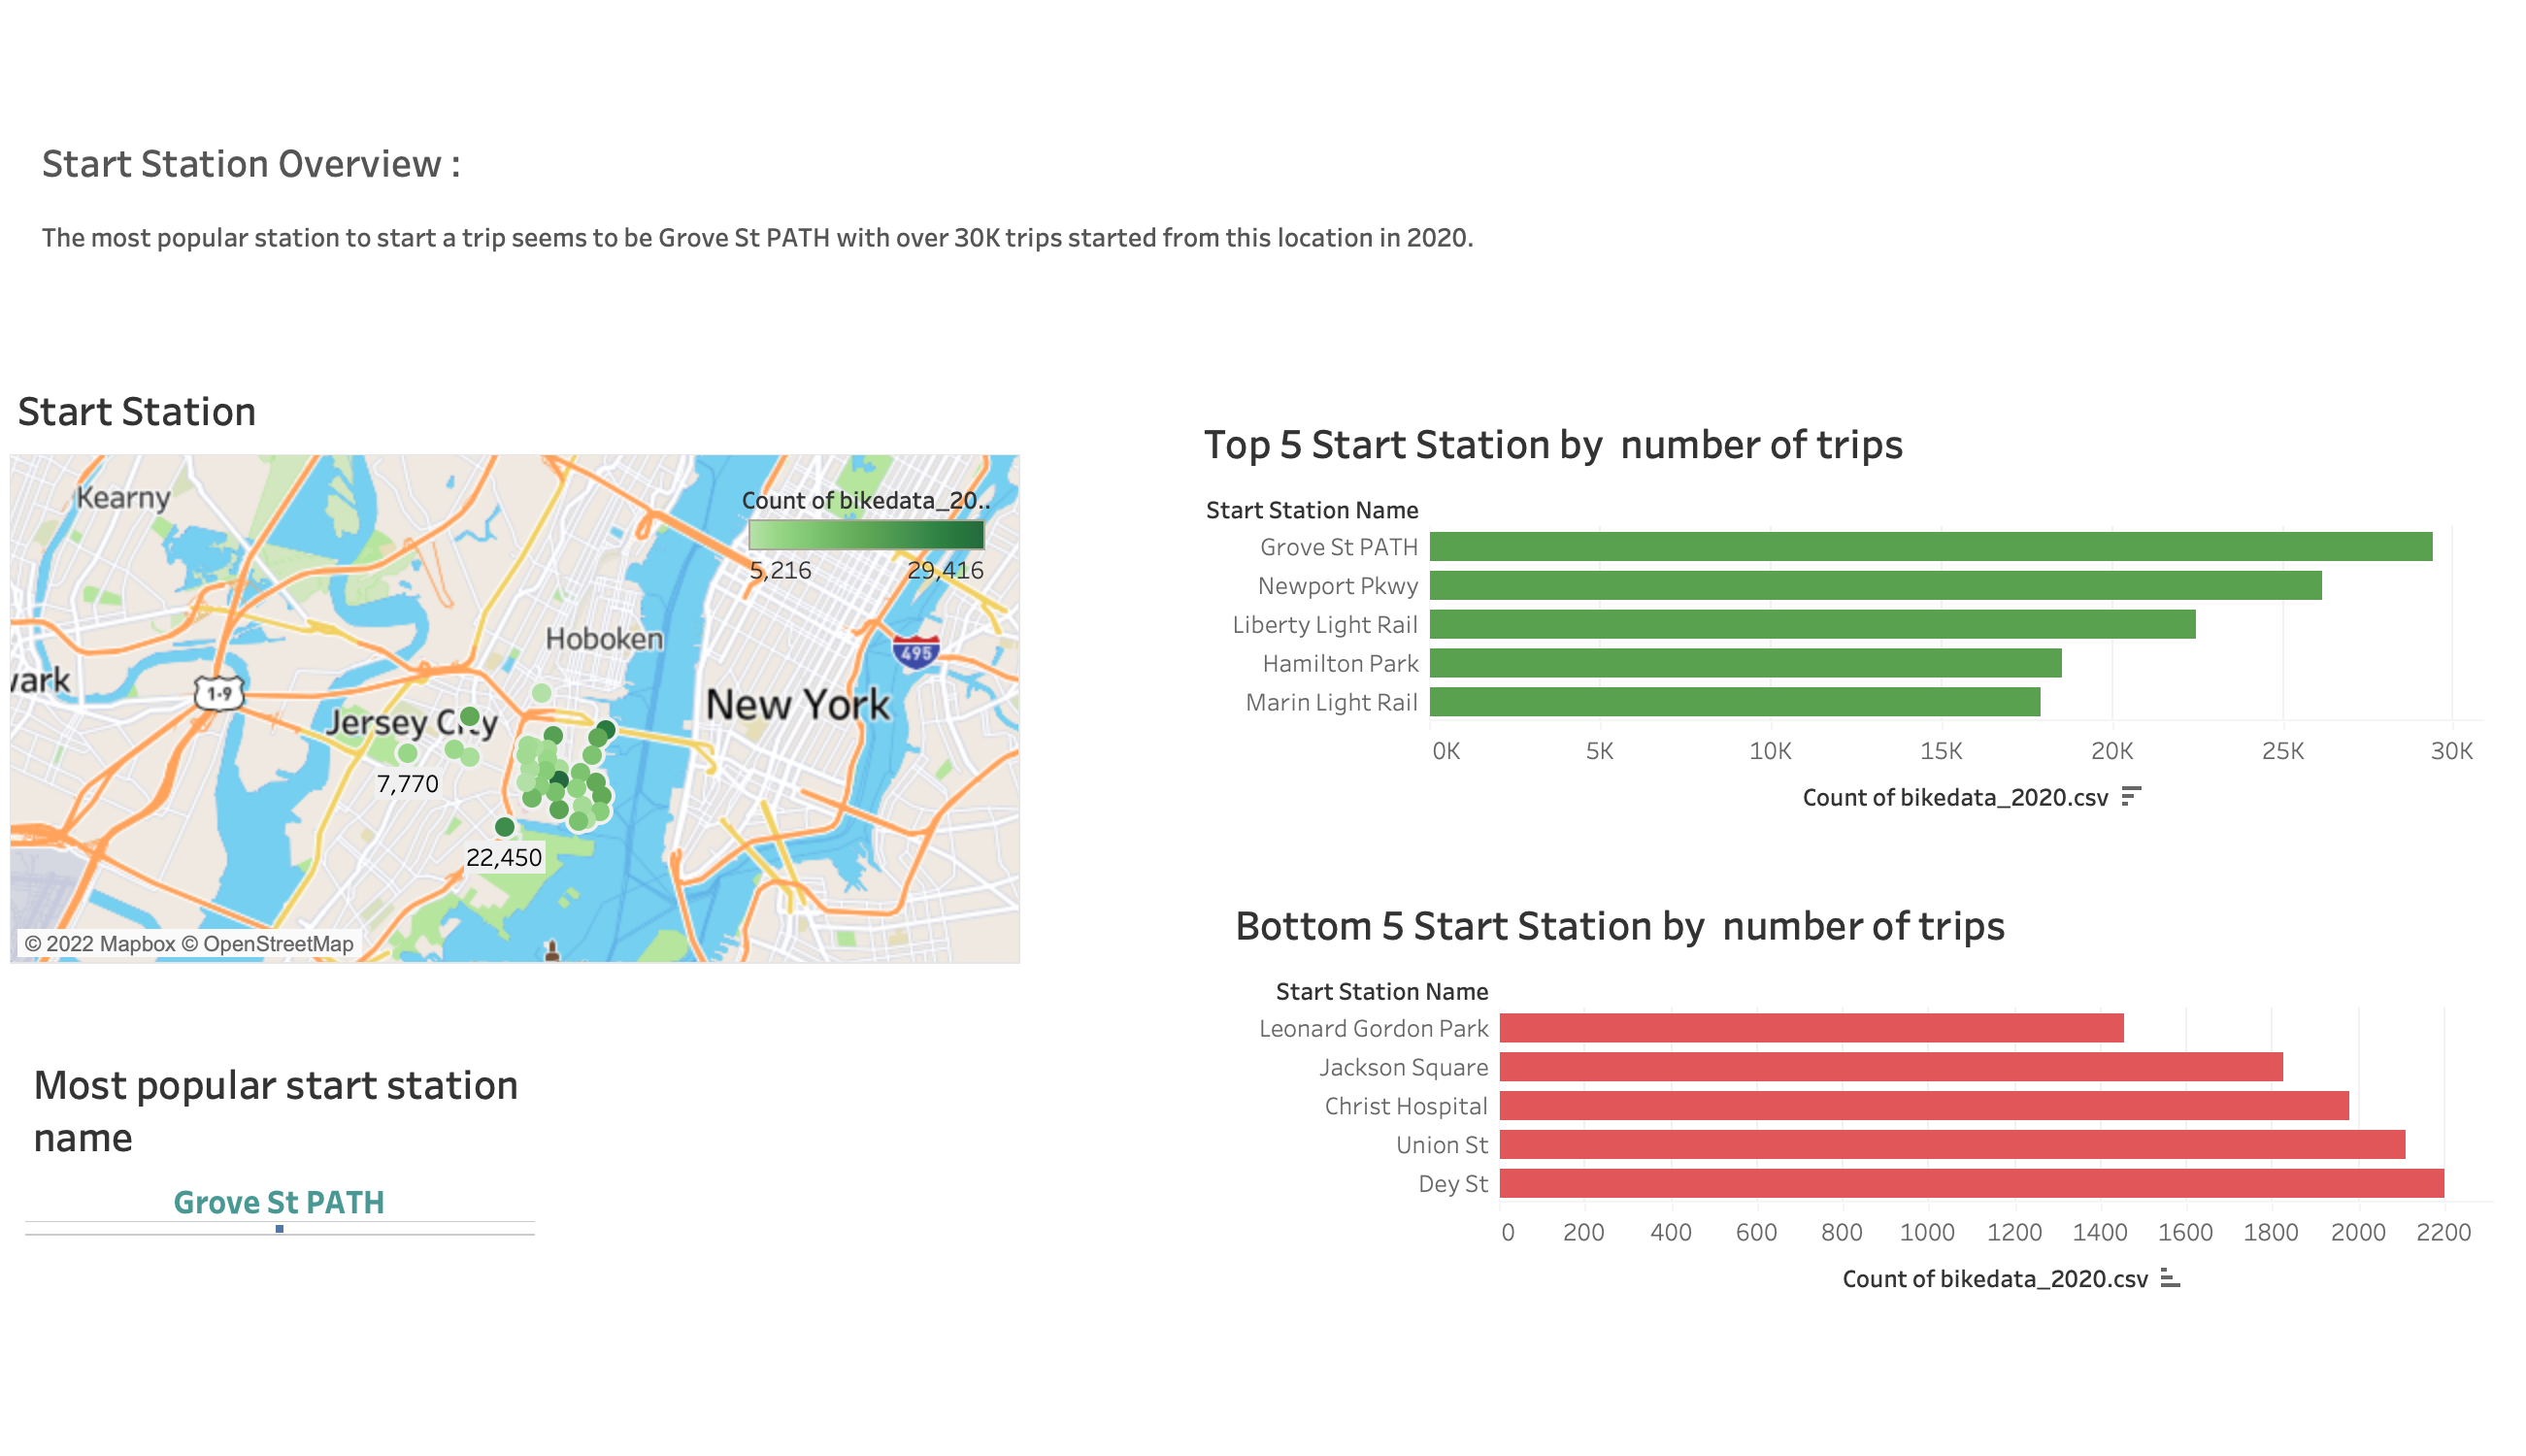 Start Station Overview :
The most popular station to start a trip seems to be Grove St PATH with over 30K trips started from this location in 2020.
Start Station
Kearny
Count of bikedata_20..
5,216 29,416
Hoboken
495
ark
1-9
New York
Jersey City
7,770
22,450
© 2022 Mapbox © OpenStreetMap
Most popular start station
name
Grove St PATH
Top 5 Start Station by  number of trips
Start Station Name
Grove St PATH
Newport Pkwy
Liberty Light Rail
Hamilton Park
Marin Light Rail
0K 5K 10K 15K 20K 25K 30K
Count of bikedata_2020.csv
Bottom 5 Start Station by  number of trips
Start Station Name
Leonard Gordon Park
Jackson Square
Christ Hospital
Union St
Dey St
0 200 400 600 800 1000 1200 1400 1600 1800 2000 2200
Count of bikedata_2020.csv